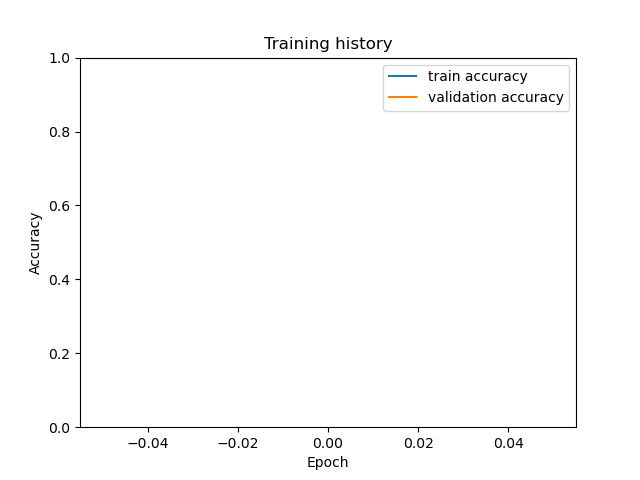 Training history
train accuracy
validation accuracy
1.0
0.8
0.6
0.4
0.2
0.0
Accuracy
−0.04 −0.02 0.00 0.02 0.04
Epoch